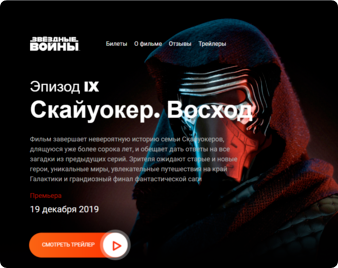 ЗВЁЗДНЫЕ
ВОЙНЫ
Билеты О фильме Отзывы Трейлеры
Эпизод IX
Скайуокер. Восход
Фильм завершает невероятную историю семьи Скайуокеров,
длящуюся уже более сорока лет, и обещает дать ответы на все
загадки из предыдущих серий. Зрителя ожидают старые и новые
герои, уникальные миры, увлекательные путешествия на край
Галактики и грандиозный финал фантастической саги
Премьера:
19 декабря 2019
СМОТРЕТЬ ТРЕЙЛЕР